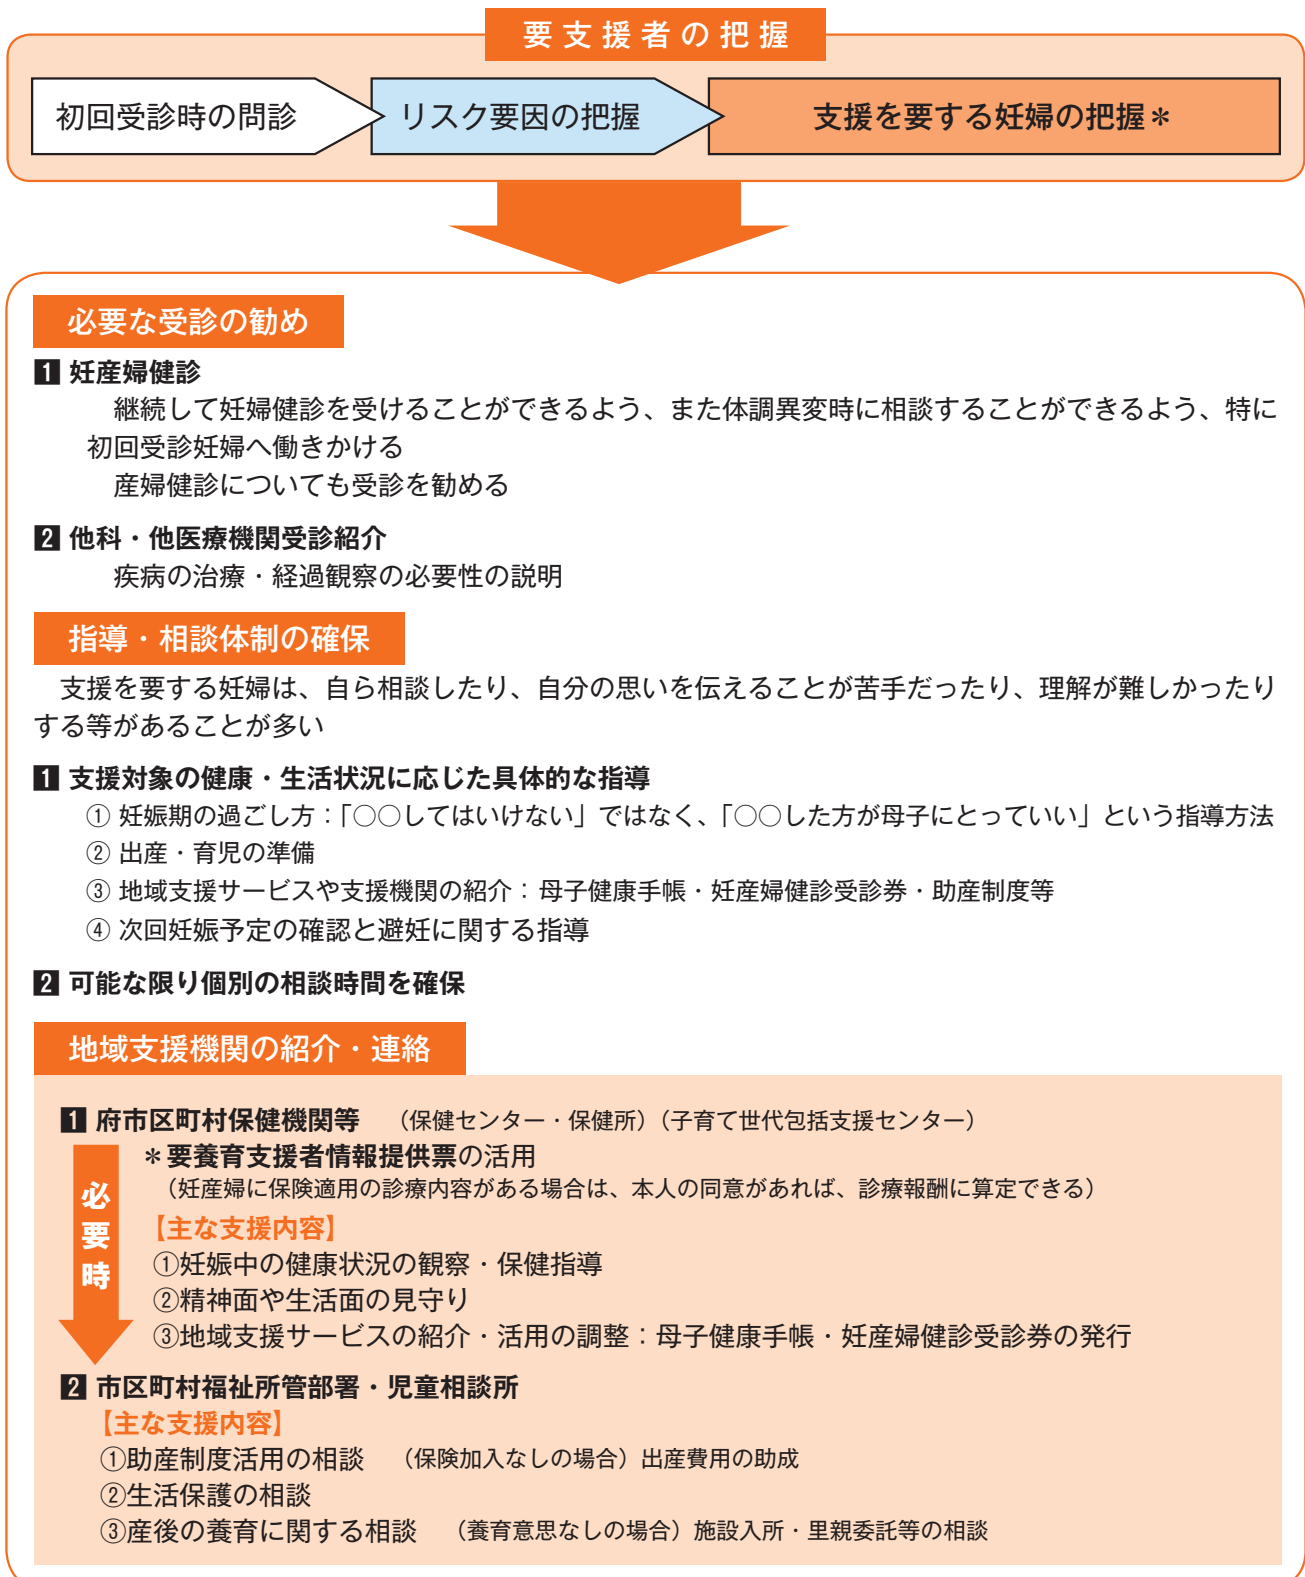 要支援者の把握
初回受診時の問診
リスク要因の把握
支援を要する妊婦の把握＊
必要な受診の勧め
1 妊産婦健診
継続して妊婦健診を受けることができるよう、また体調異変時に相談することができるよう、特に
初回受診妊婦へ働きかける
産婦健診についても受診を勧める
2 他科・他医療機関受診紹介
疾病の治療・経過観察の必要性の説明
指導・相談体制の確保
支援を要する妊婦は、自ら相談したり、自分の思いを伝えることが苦手だったり、理解が難しかったり
する等があることが多い
1 支援対象の健康・生活状況に応じた具体的な指導
① 妊娠期の過ごし方：「○○してはいけない」ではなく、「○○した方が母子にとっていい」という指導方法
② 出産・育児の準備
③ 地域支援サービスや支援機関の紹介：母子健康手帳・妊産婦健診受診券・助産制度等
④ 次回妊娠予定の確認と避妊に関する指導
2 可能な限り個別の相談時間を確保
地域支援機関の紹介・連絡
1 府市区町村保健機関等 （保健センター・保健所）（子育て世代包括支援センター）
＊要養育支援者情報提供票の活用
（妊産婦に保険適用の診療内容がある場合は、本人の同意があれば、診療報酬に算定できる）
必要時
【主な支援内容】
①妊娠中の健康状況の観察・保健指導
②精神面や生活面の見守り
③地域支援サービスの紹介・活用の調整：母子健康手帳・妊産婦健診受診券の発行
2 市区町村福祉所管部署・児童相談所
【主な支援内容】
①助産制度活用の相談 （保険加入なしの場合）出産費用の助成
②生活保護の相談
③産後の養育に関する相談 （養育意思なしの場合）施設入所・里親委託等の相談